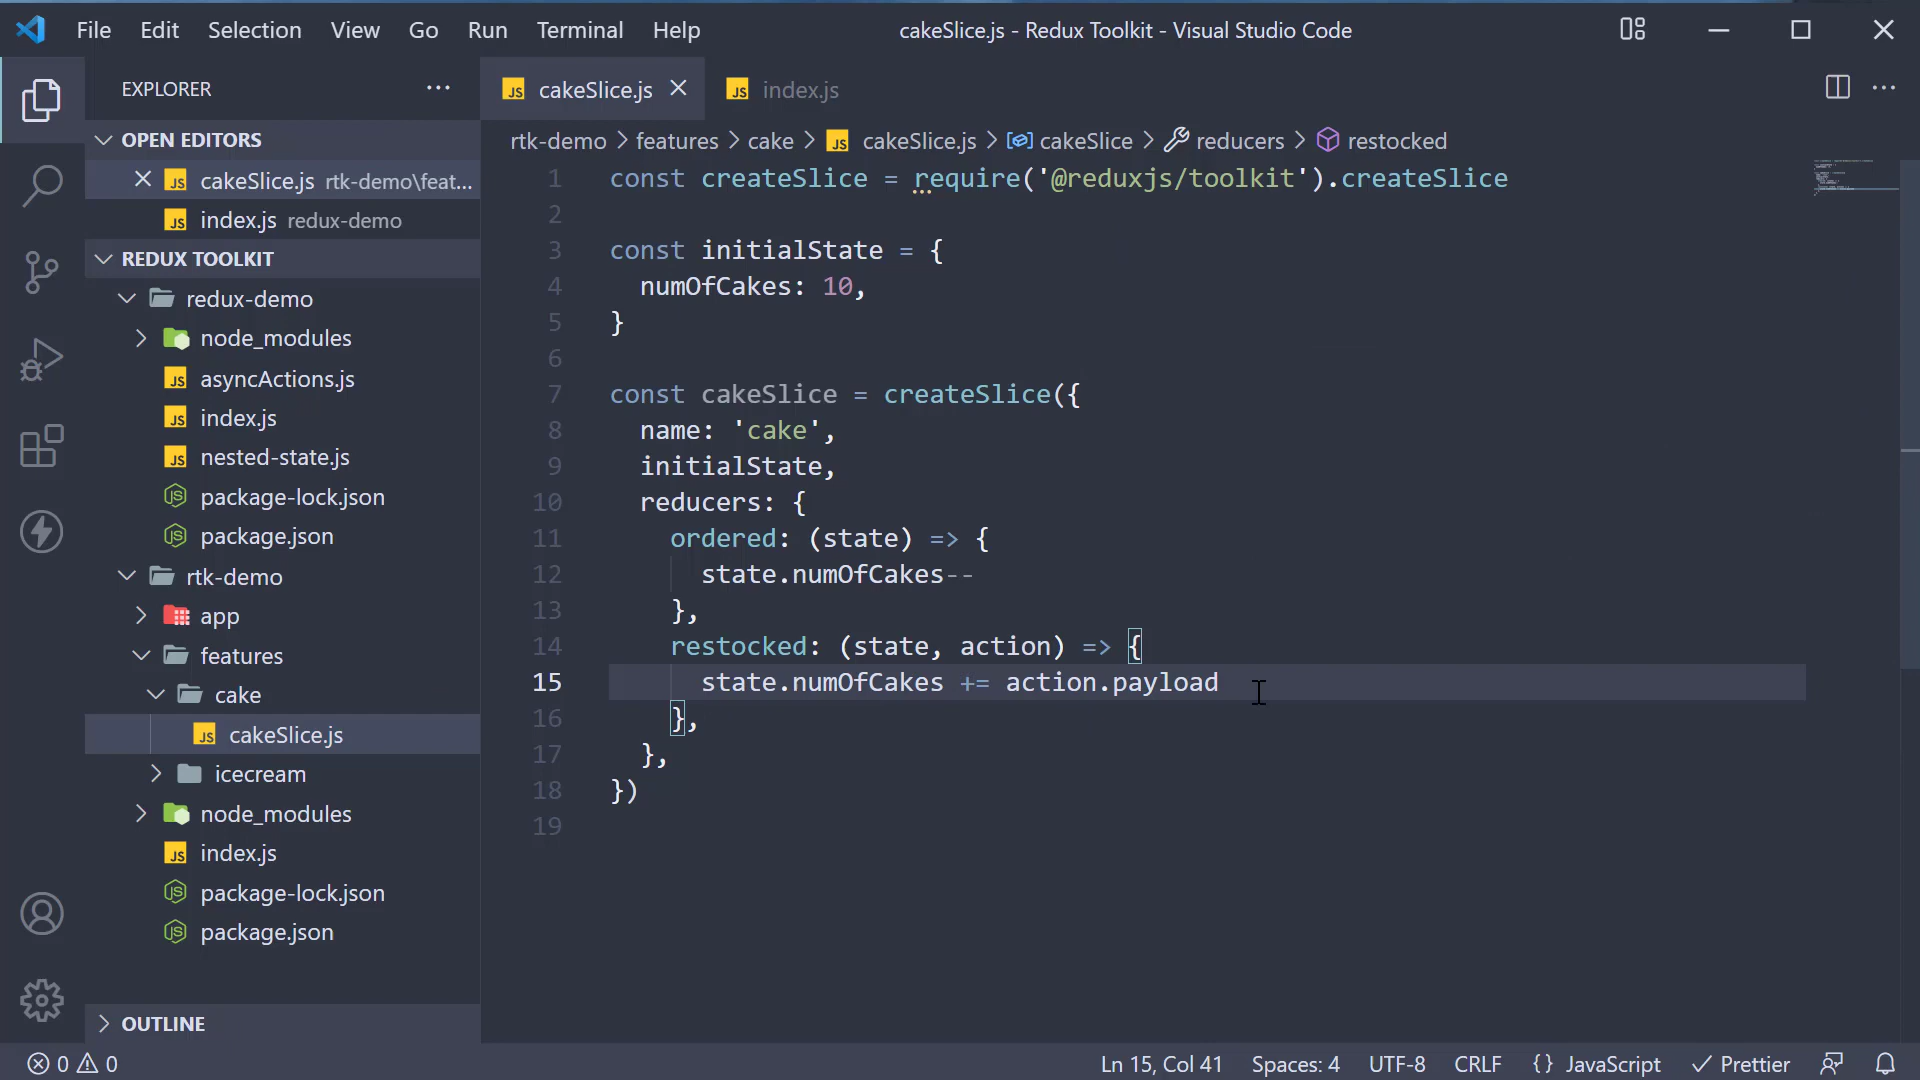 File Edit Selection View Go Run Terminal Help
cakeSlice.js - Redux Toolkit - Visual Studio Code
EXPLORER
OPEN EDITORS
cakeSlice.js rtk-demo\feat...
index.js redux-demo
REDUX TOOLKIT
redux-demo
node_modules
asyncActions.js
index.js
nested-state.js
package-lock.json
package.json
rtk-demo
app
features
cake
cakeSlice.js
icecream
node_modules
index.js
package-lock.json
package.json
OUTLINE
cakeSlice.js
index.js
rtk-demo > features > cake > cakeSlice.js > cakeSlice > reducers > restocked
1 const createSlice = require('@reduxjs/toolkit').createSlice
2
3 const initialState = {
4   numOfCakes: 10,
5 }
6
7 const cakeSlice = createSlice({
8   name: 'cake',
9   initialState,
10   reducers: {
11     ordered: (state) => {
12       state.numOfCakes--
13     },
14     restocked: (state, action) => {
15       state.numOfCakes += action.payload
16     },
17   },
18 })
19
0 0
Ln 15, Col 41 Spaces: 4 UTF-8 CRLF {} JavaScript Prettier